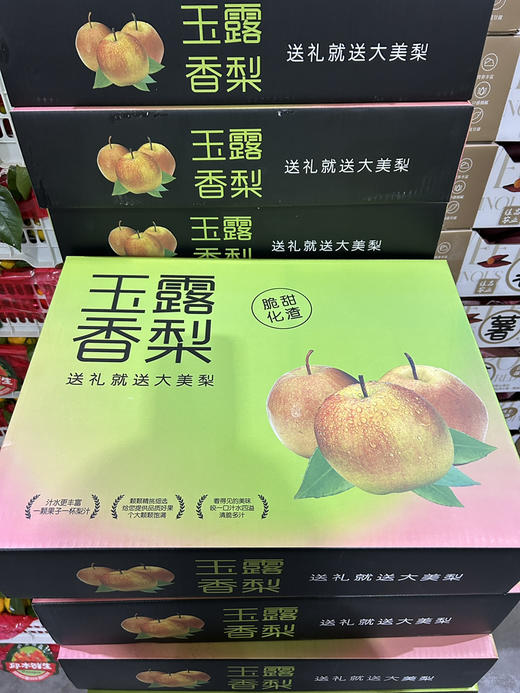 玉露
香梨
送礼就送大美梨
玉露
香梨
送礼就送大美梨
玉露
香梨
送礼就送大美梨
玉露
香梨
送礼就送大美梨
脆甜
化渣
汁水更丰富
一颗果子一杯梨汁
颗颗精挑细选
给您提供品质好果
个大颗颗饱满
看得见的美味
咬一口汁水四溢
清脆多汁
玉露
香梨
送礼就送大美梨
玉露
香梨
送礼就送大美梨
玉露
香梨
送礼就送大美梨